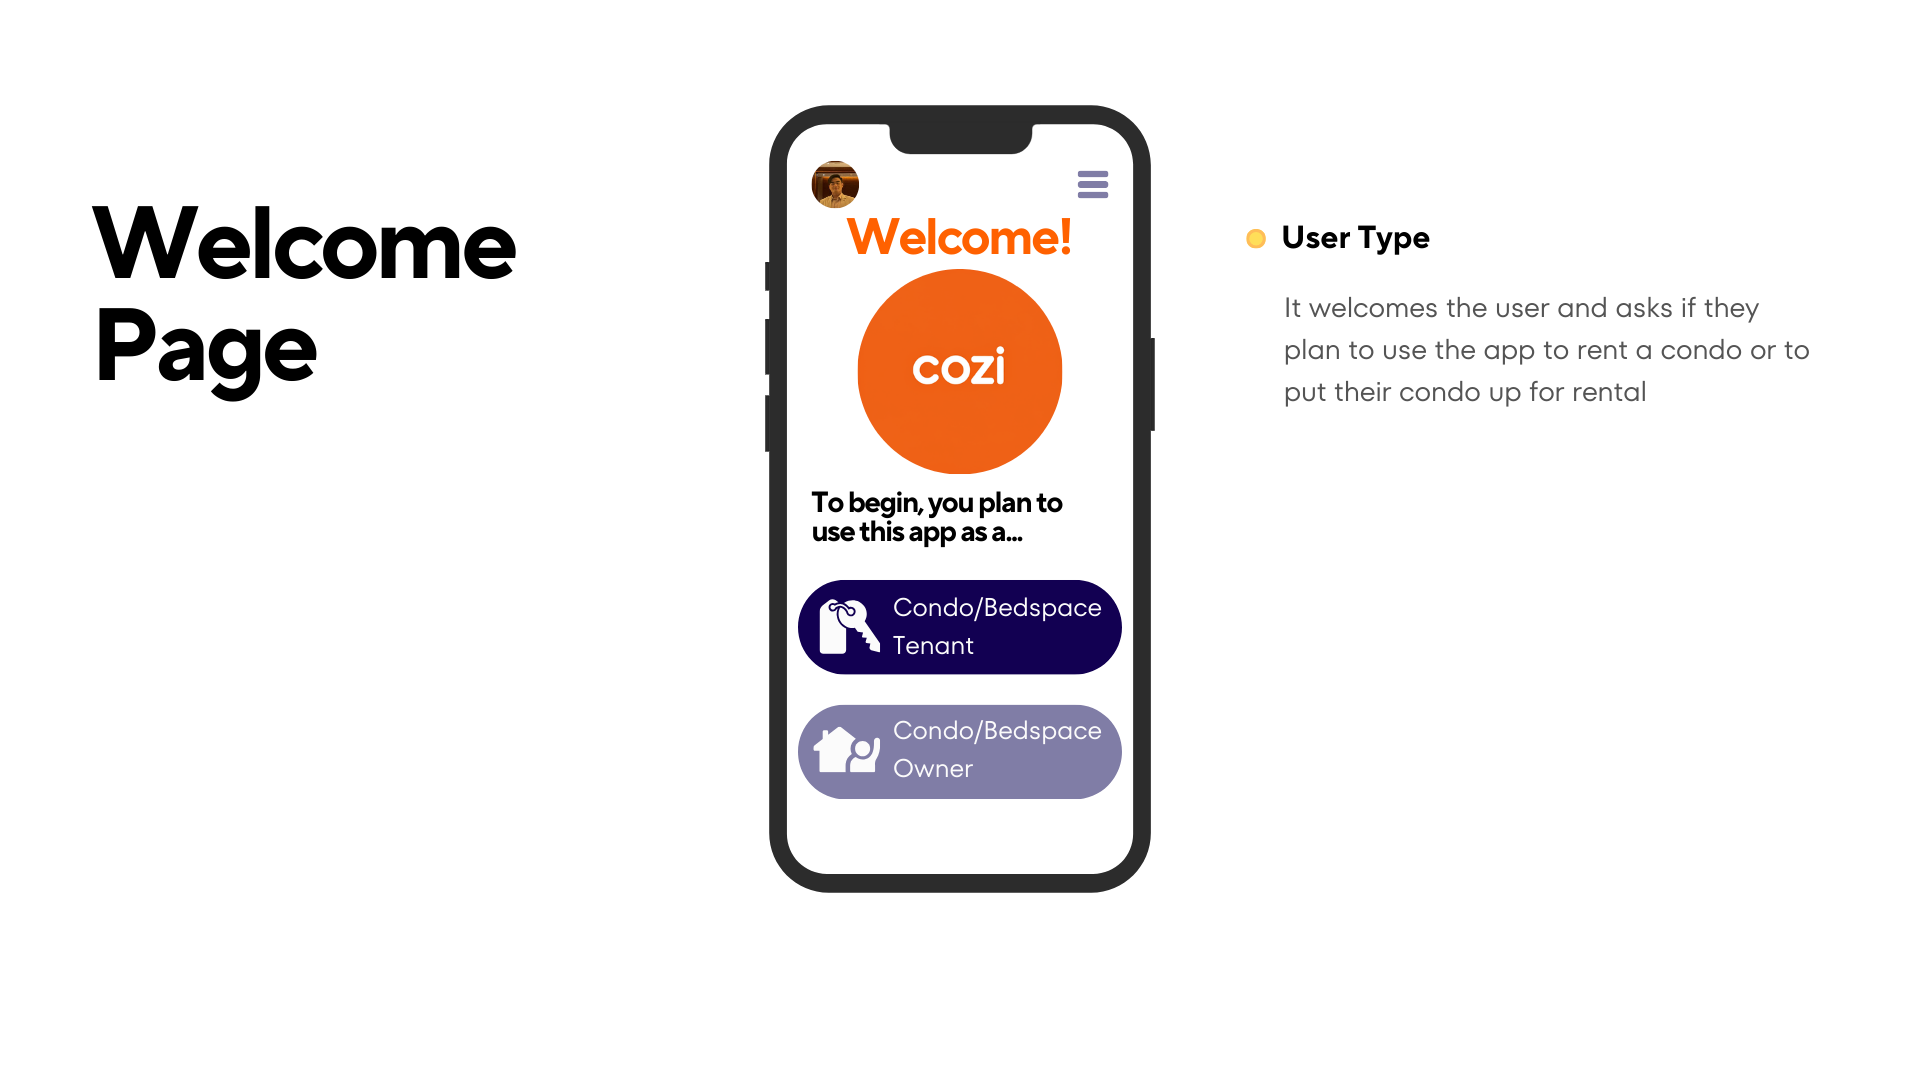 Welcome
Page
Welcome!
cozi
To begin, you plan to
use this app as a...
Condo/Bedspace
Tenant
Condo/Bedspace
Owner
User Type
It welcomes the user and asks if they
plan to use the app to rent a condo or to
put their condo up for rental